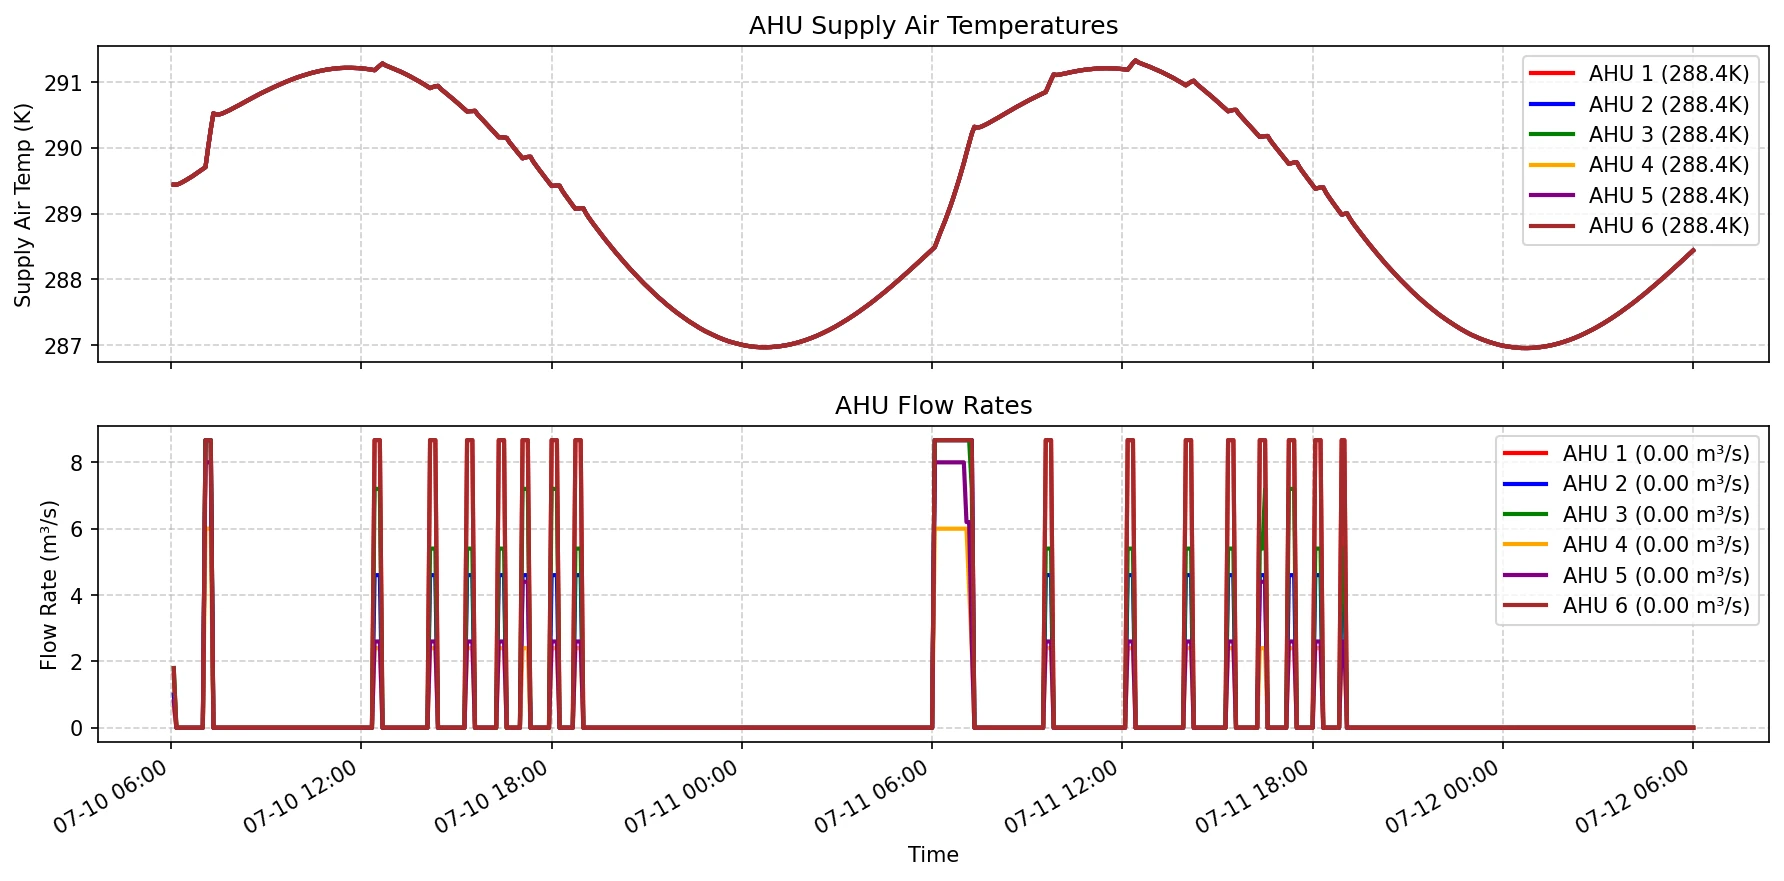 AHU Supply Air Temperatures
Supply Air Temp (K)
291
290
289
288
287
AHU 1 (288.4K)
AHU 2 (288.4K)
AHU 3 (288.4K)
AHU 4 (288.4K)
AHU 5 (288.4K)
AHU 6 (288.4K)
AHU Flow Rates
Flow Rate (m³/s)
8
6
4
2
0
AHU 1 (0.00 m³/s)
AHU 2 (0.00 m³/s)
AHU 3 (0.00 m³/s)
AHU 4 (0.00 m³/s)
AHU 5 (0.00 m³/s)
AHU 6 (0.00 m³/s)
07-10 06:00
07-10 12:00
07-10 18:00
07-11 00:00
07-11 06:00
07-11 12:00
07-11 18:00
07-12 00:00
07-12 06:00
Time